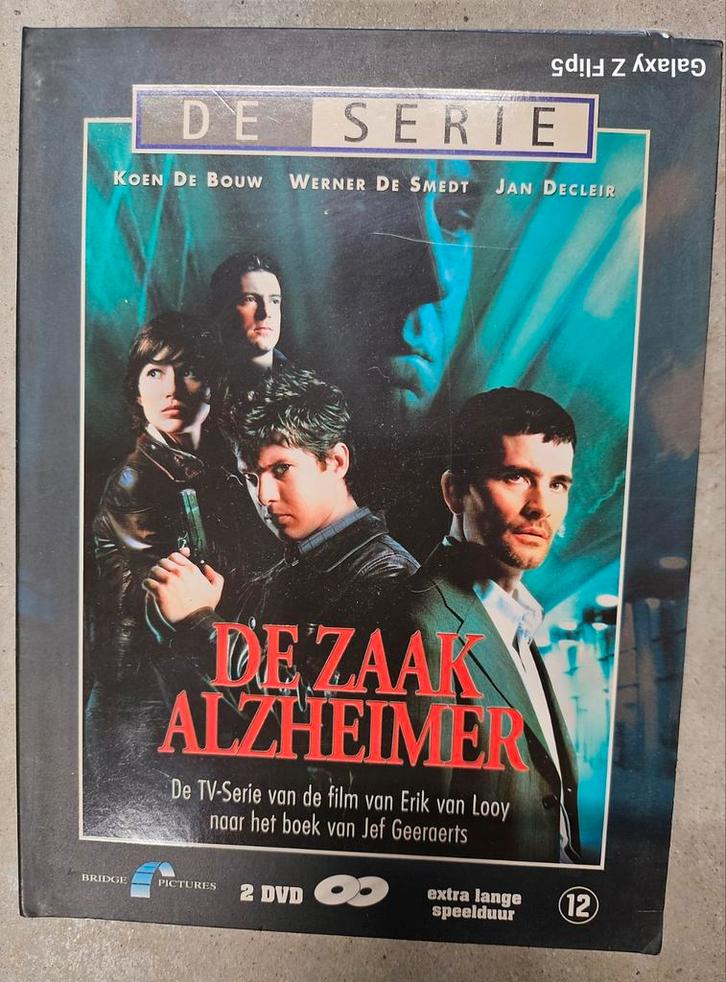 Galaxy Z Flip5
DE SERIE
KOEN DE BOUW WERNER DE SMEDT JAN DECLEIR
DE ZAAK
ALZHEIMER
De TV-Serie van de film van Erik van Looy
naar het boek van Jef Geeraerts
BRIDGE PICTURES
2 DVD
extra lange
speelduur
12